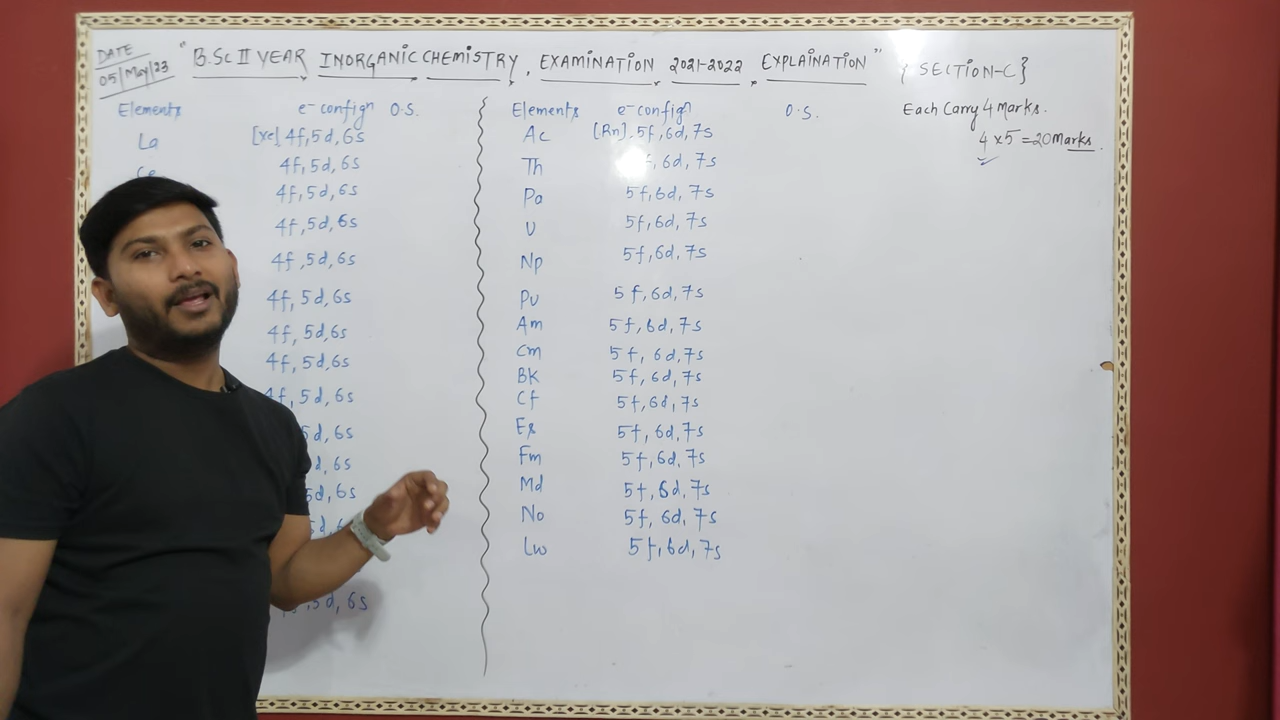 DATE
05/May/23
"B.Sc II YEAR INORGANIC CHEMISTRY, EXAMINATION 2021-2022, EXPLAINATION" {SECTION-C}
Elements e- config^n O.S.
La [xe] 4f, 5d, 6s
Ce 4f, 5d, 6s
4f, 5d, 6s
4f, 5d, 6s
4f, 5d, 6s
4f, 5d, 6s
4f, 5d, 6s
4f, 5d, 6s
4f, 5d, 6s
5d, 6s
d, 6s
5d, 6s
5d, 6
5d, 6s
Elements e- config^n O.S.
Ac [Rn], 5f, 6d, 7s
Th f, 6d, 7s
Pa 5f, 6d, 7s
U 5f, 6d, 7s
Np 5f, 6d, 7s
Pu 5f, 6d, 7s
Am 5f, 6d, 7s
Cm 5f, 6d, 7s
BK 5f, 6d, 7s
Cf 5f, 6d, 7s
Es 5f, 6d, 7s
Fm 5f, 6d, 7s
Md 5f, 6d, 7s
No 5f, 6d, 7s
Lw 5f, 6d, 7s
Each Carry 4 Marks.
4 x 5 = 20 Marks.